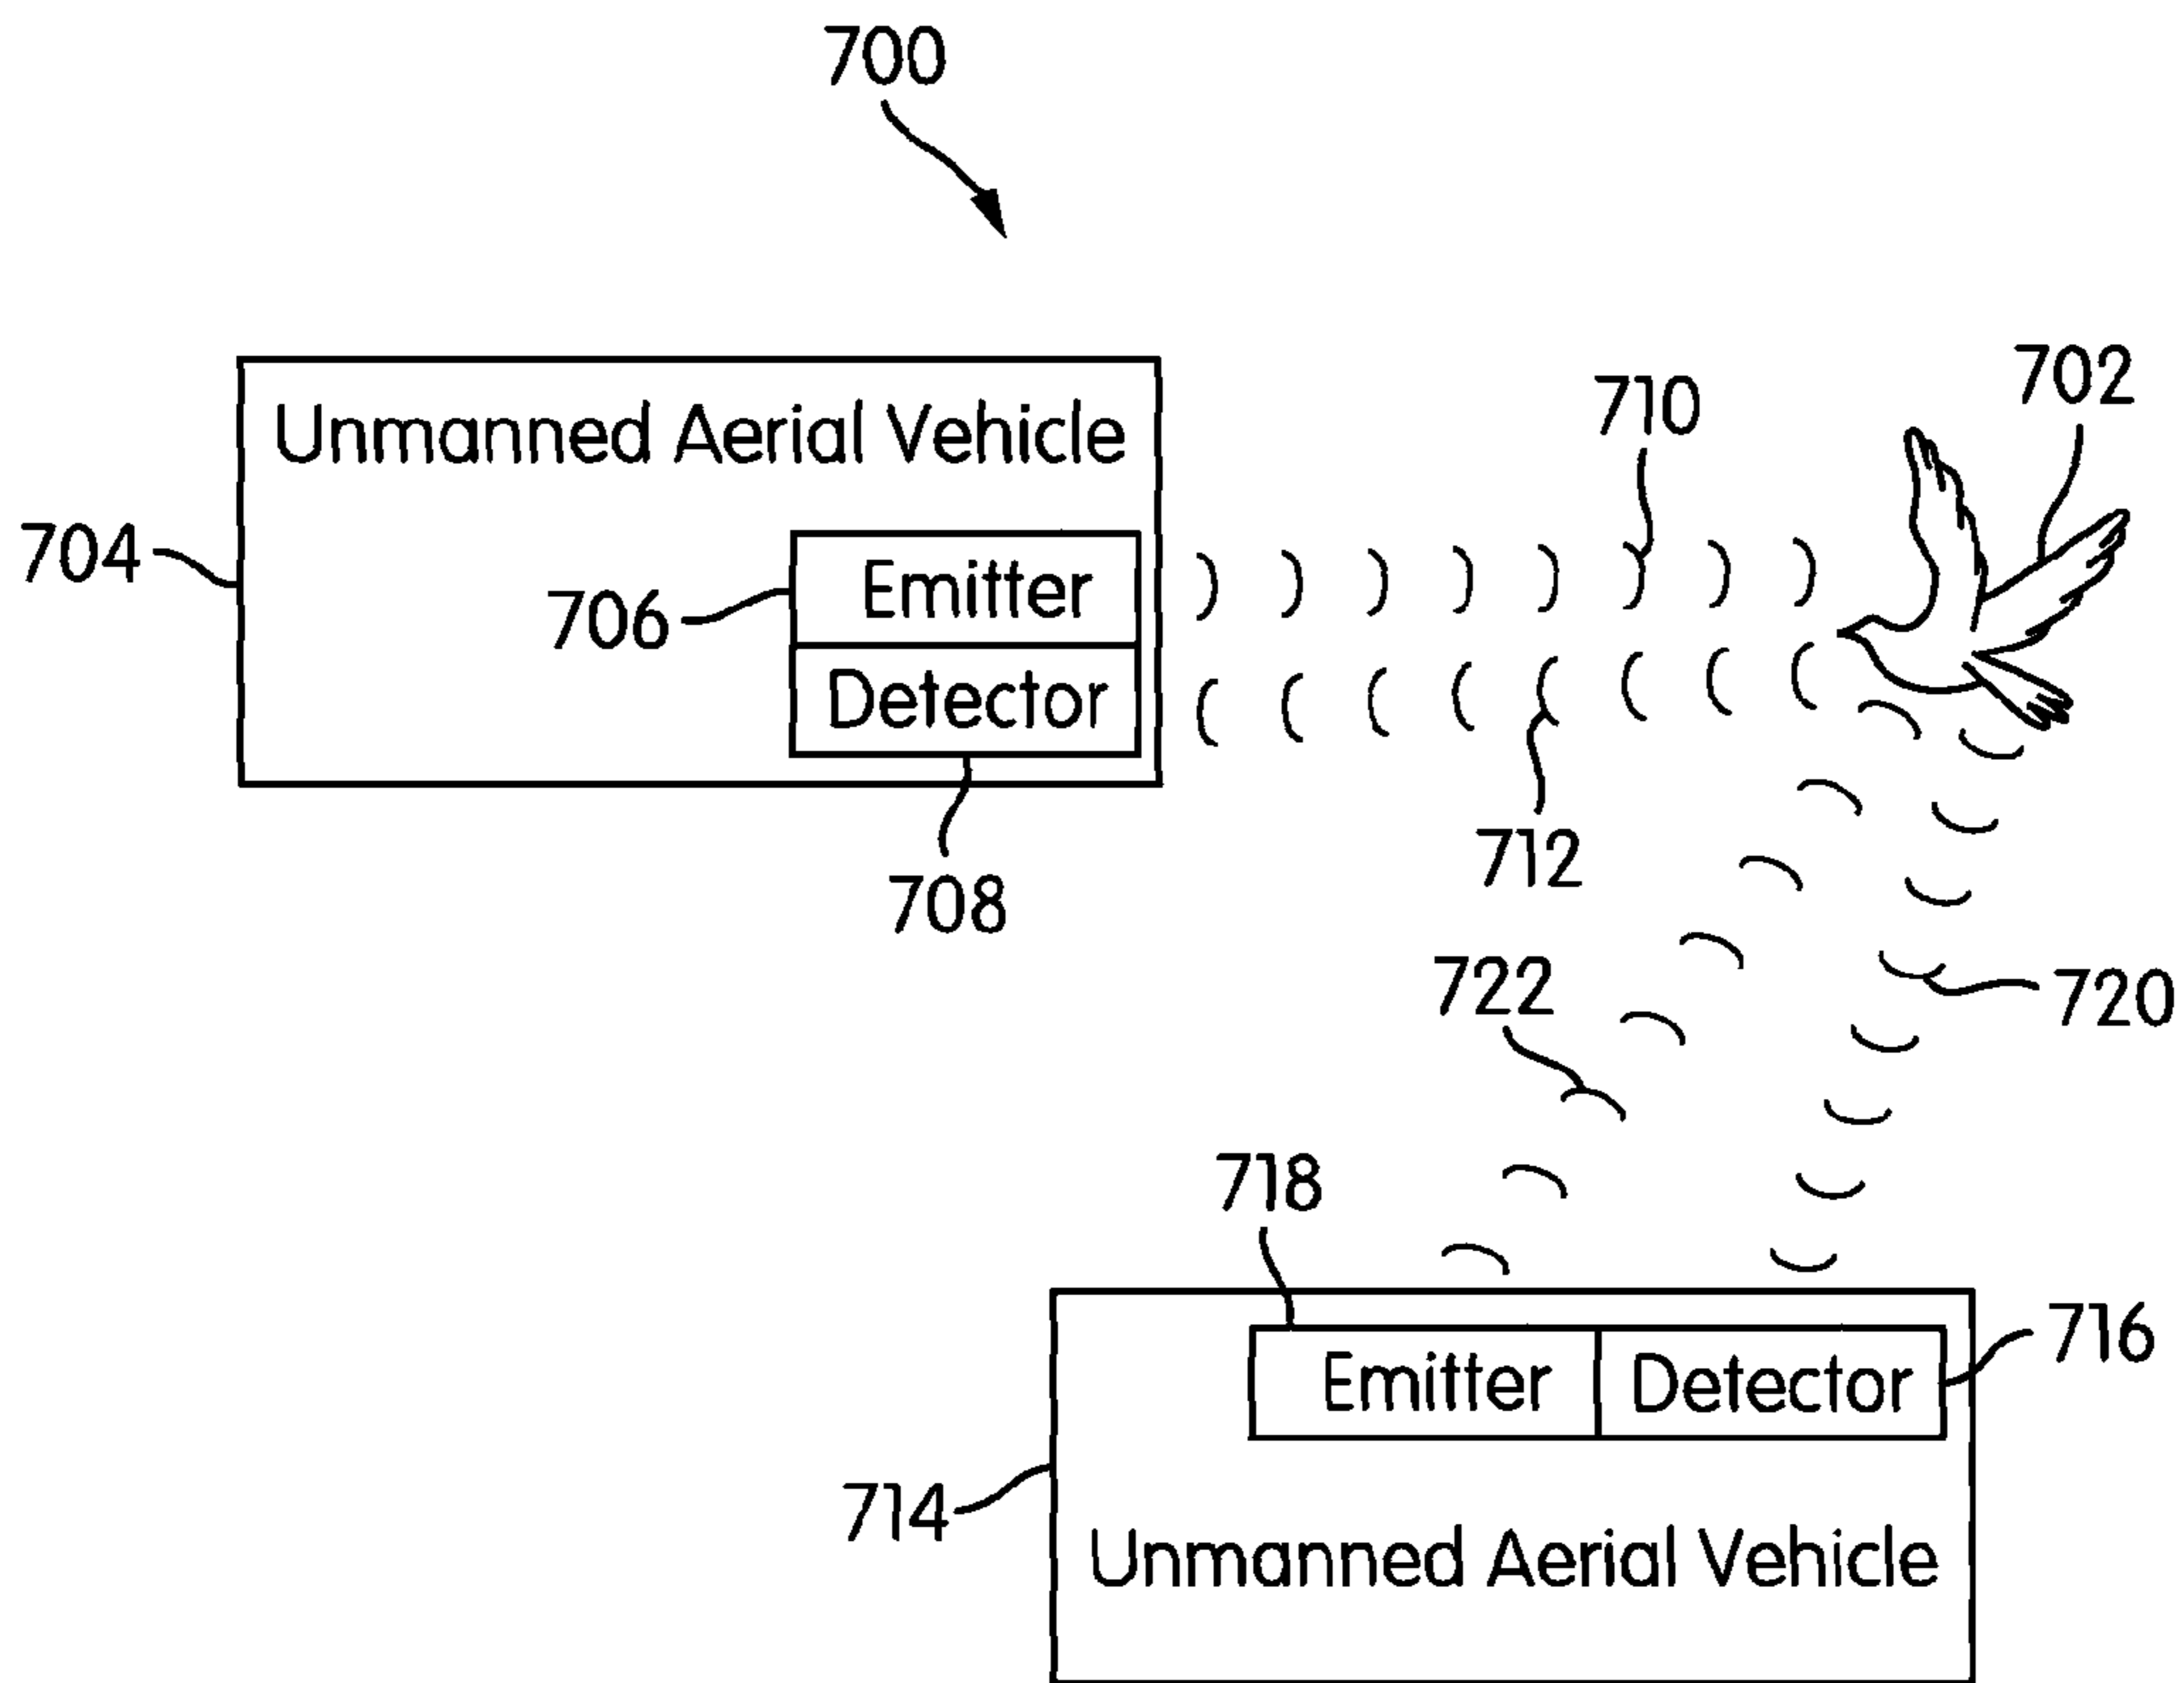 700
702
710
Unmanned Aerial Vehicle
704
706
Emitter
Detector
712
708
722
720
718
716
Emitter Detector
714
Unmanned Aerial Vehicle